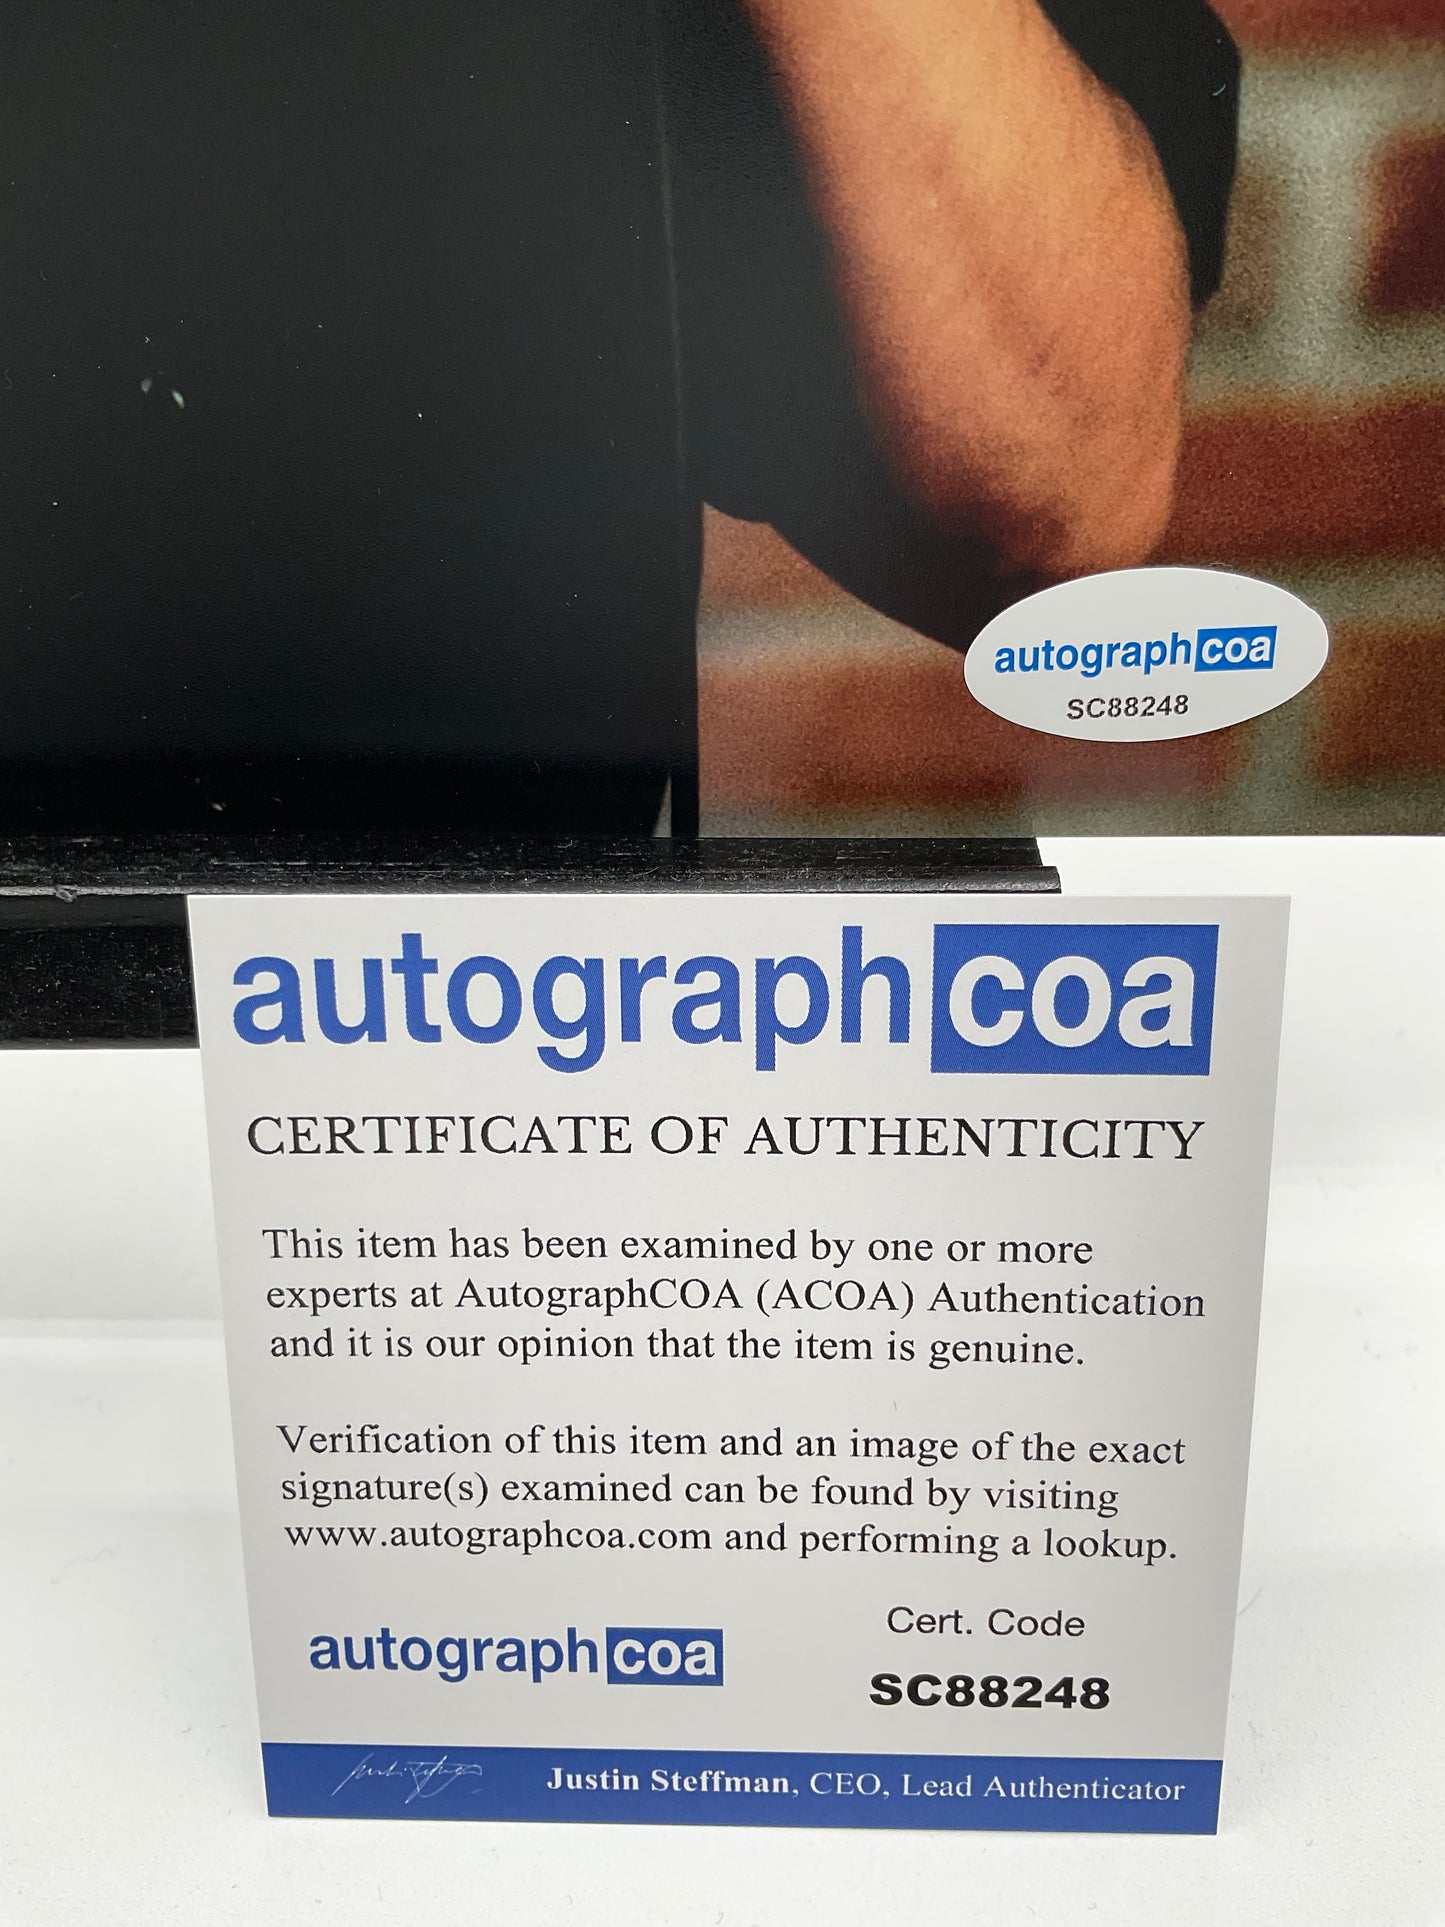 autographcoa
SC88248
autographcoa
CERTIFICATE OF AUTHENTICITY
This item has been examined by one or more
experts at AutographCOA (ACOA) Authentication
and it is our opinion that the item is genuine.
Verification of this item and an image of the exact
signature(s) examined can be found by visiting
www.autographcoa.com and performing a lookup.
autographcoa
Cert. Code
SC88248
Justin Steffman, CEO, Lead Authenticator